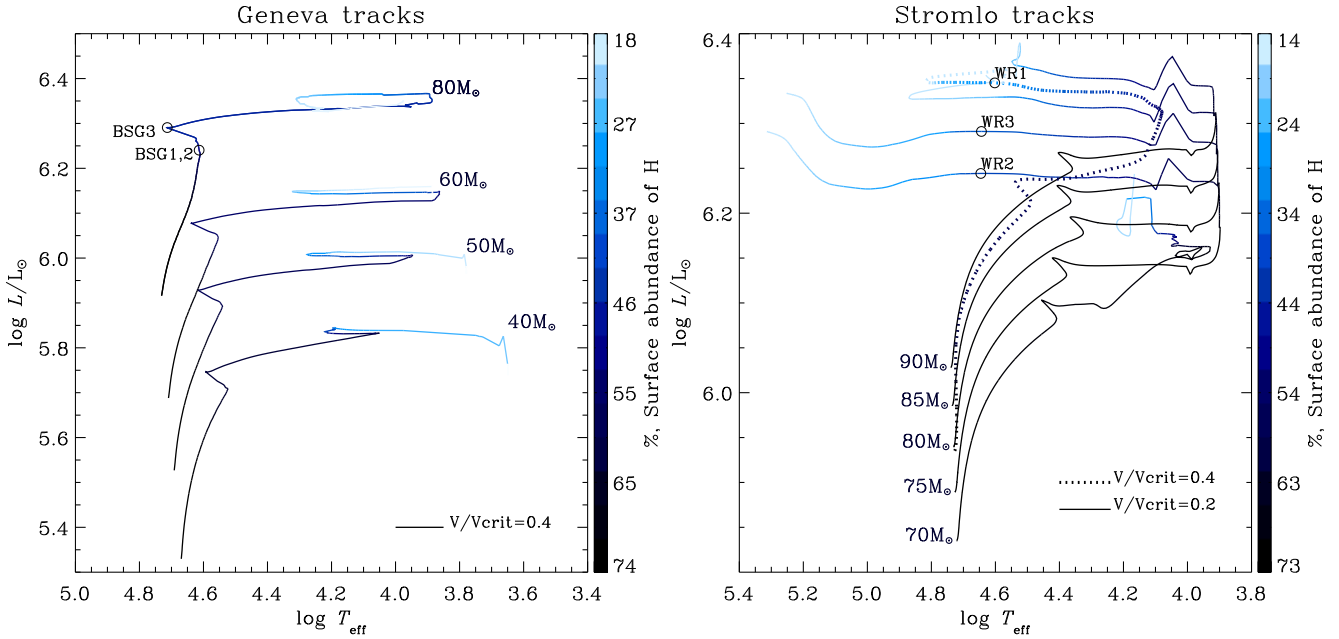 Geneva tracks
6.4
6.2
6.0
5.8
5.6
5.4
log L/L⊙
5.0
4.8
4.6
4.4
4.2
4.0
3.8
3.6
3.4
log Teff
80M⊙
BSG3
BSG1,2
60M⊙
50M⊙
40M⊙
V/Vcrit=0.4
18
27
37
46
55
65
74
%, Surface abundance of H
Stromlo tracks
6.4
6.2
6.0
log L/L⊙
5.4
5.2
5.0
4.8
4.6
4.4
4.2
4.0
3.8
log Teff
WR1
WR3
WR2
90M⊙
85M⊙
80M⊙
75M⊙
70M⊙
V/Vcrit=0.4
V/Vcrit=0.2
14
24
34
44
54
63
73
%, Surface abundance of H